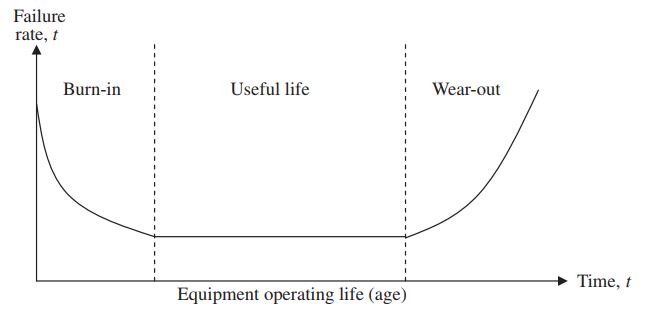 Failure
rate, t
Burn-in
Useful life
Wear-out
Time, t
Equipment operating life (age)